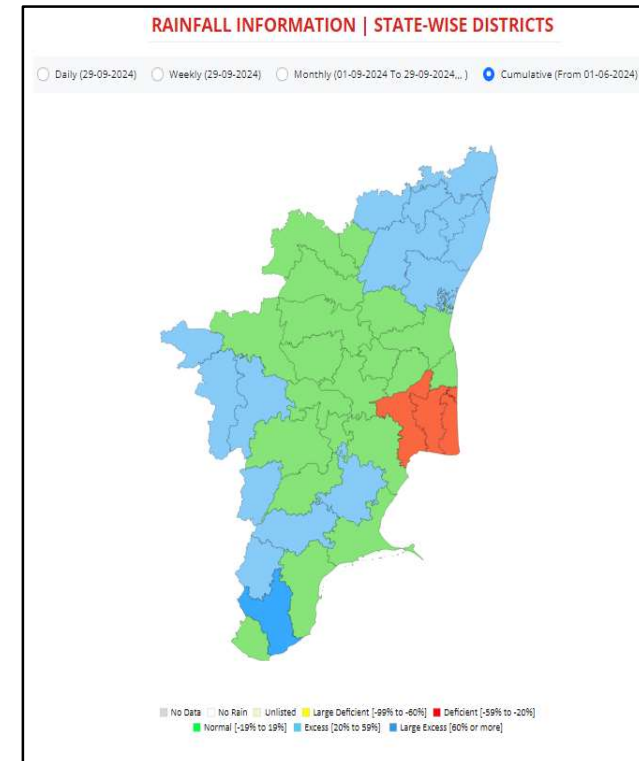 RAINFALL INFORMATION | STATE-WISE DISTRICTS
Daily (29-09-2024) Weekly (29-09-2024) Monthly (01-09-2024 To 29-09-2024,,, ) Cumulative (From 01-06-2024)
No Data No Rain Unlisted Large Deficient [-99% to -60%] Deficient [-59% to -20%]
Normal [-19% to 19%] Excess [20% to 59%] Large Excess [60% or more]